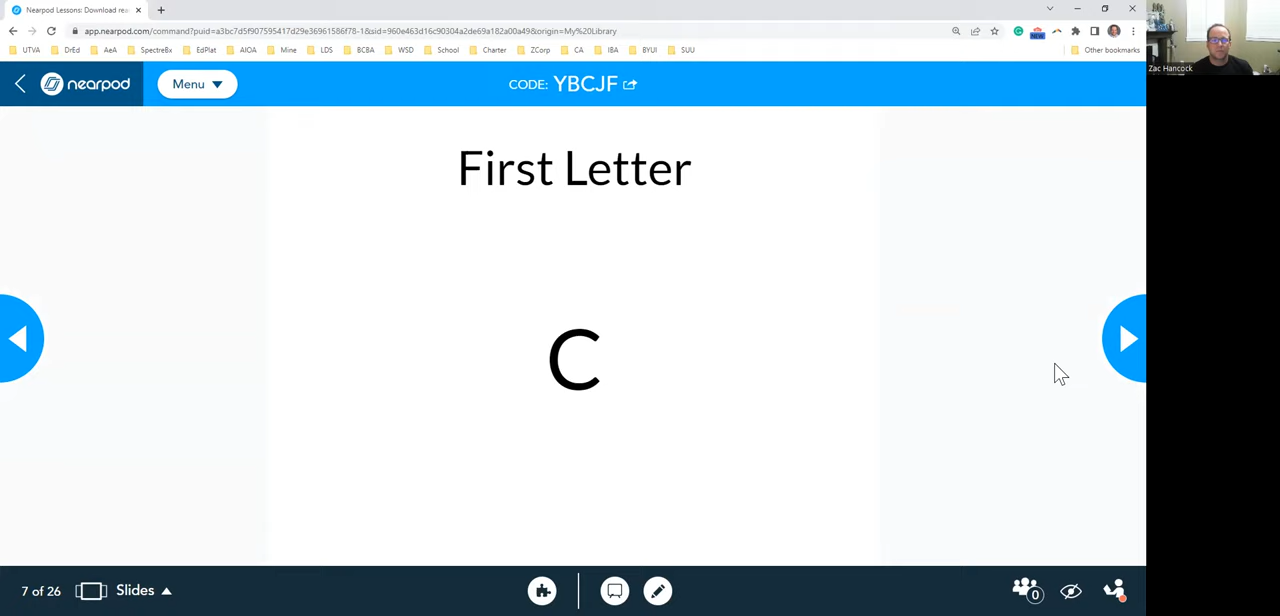 Nearpod Lessons: Download rea
app.nearpod.com/command?puid=a3bc7d5f907595417d29e36961586f78-1&sid=960e463d16c90304a2de69a182a00a49&origin=My%20Library
UTVA DrEd AeA SpectreBx EdPlat AIOA Mine LDS BCBA WSD School Charter ZCorp CA IBA BYUI SUU Other bookmarks
NEW
Zac Hancock
nearpod Menu CODE: YBCJF
First Letter
C
7 of 26 Slides 0